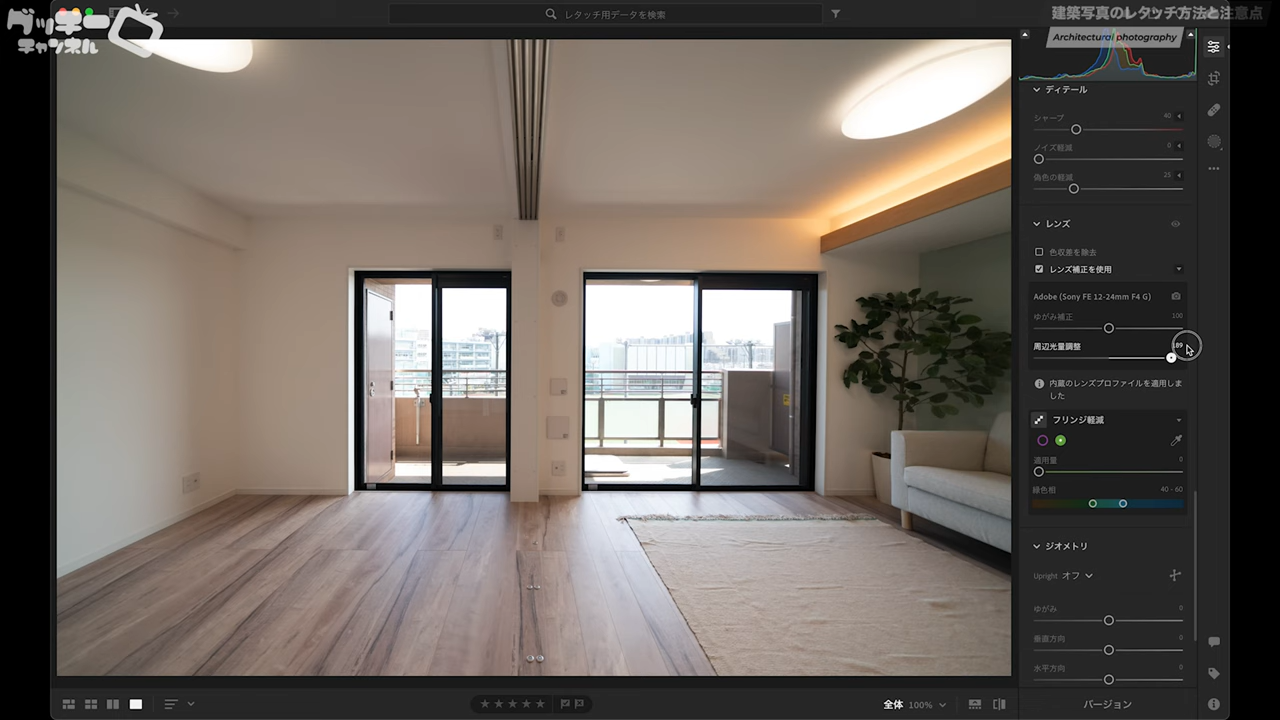 グッキー
チャンネル
レタッチ用データを検索
建築写真のレタッチ方法と注意点
Architectural photography
ディテール
シャープ 40
ノイズ軽減 0
偽色の軽減 25
レンズ
色収差を除去
レンズ補正を使用
Adobe (Sony FE 12-24mm F4 G)
ゆがみ補正 100
周辺光量調整
内蔵のレンズプロファイルを適用しま
した
フリンジ軽減
適用量 0
緑色相 40 - 60
ジオメトリ
Upright オフ
ゆがみ 0
垂直方向 0
水平方向 0
全体 100%
バージョン